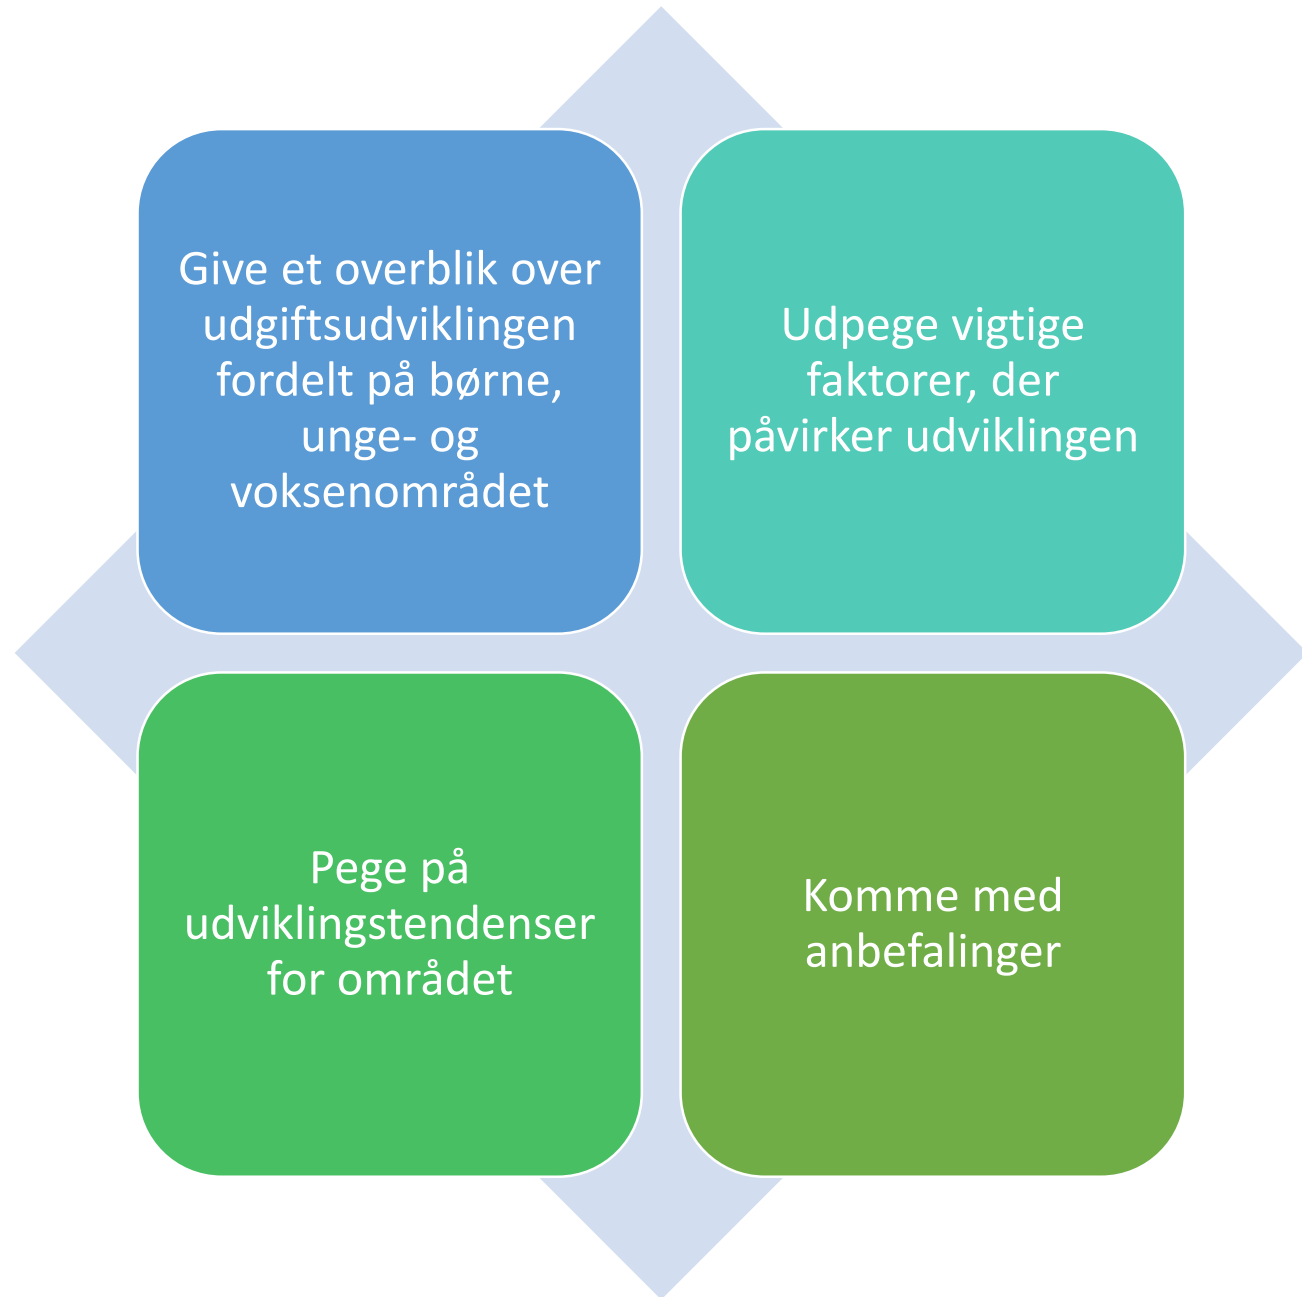 Give et overblik over
udgiftsudviklingen
fordelt på børne,
unge- og
voksenområdet
Udpege vigtige
faktorer, der
påvirker udviklingen
Pege på
udviklingstendenser
for området
Komme med
anbefalinger